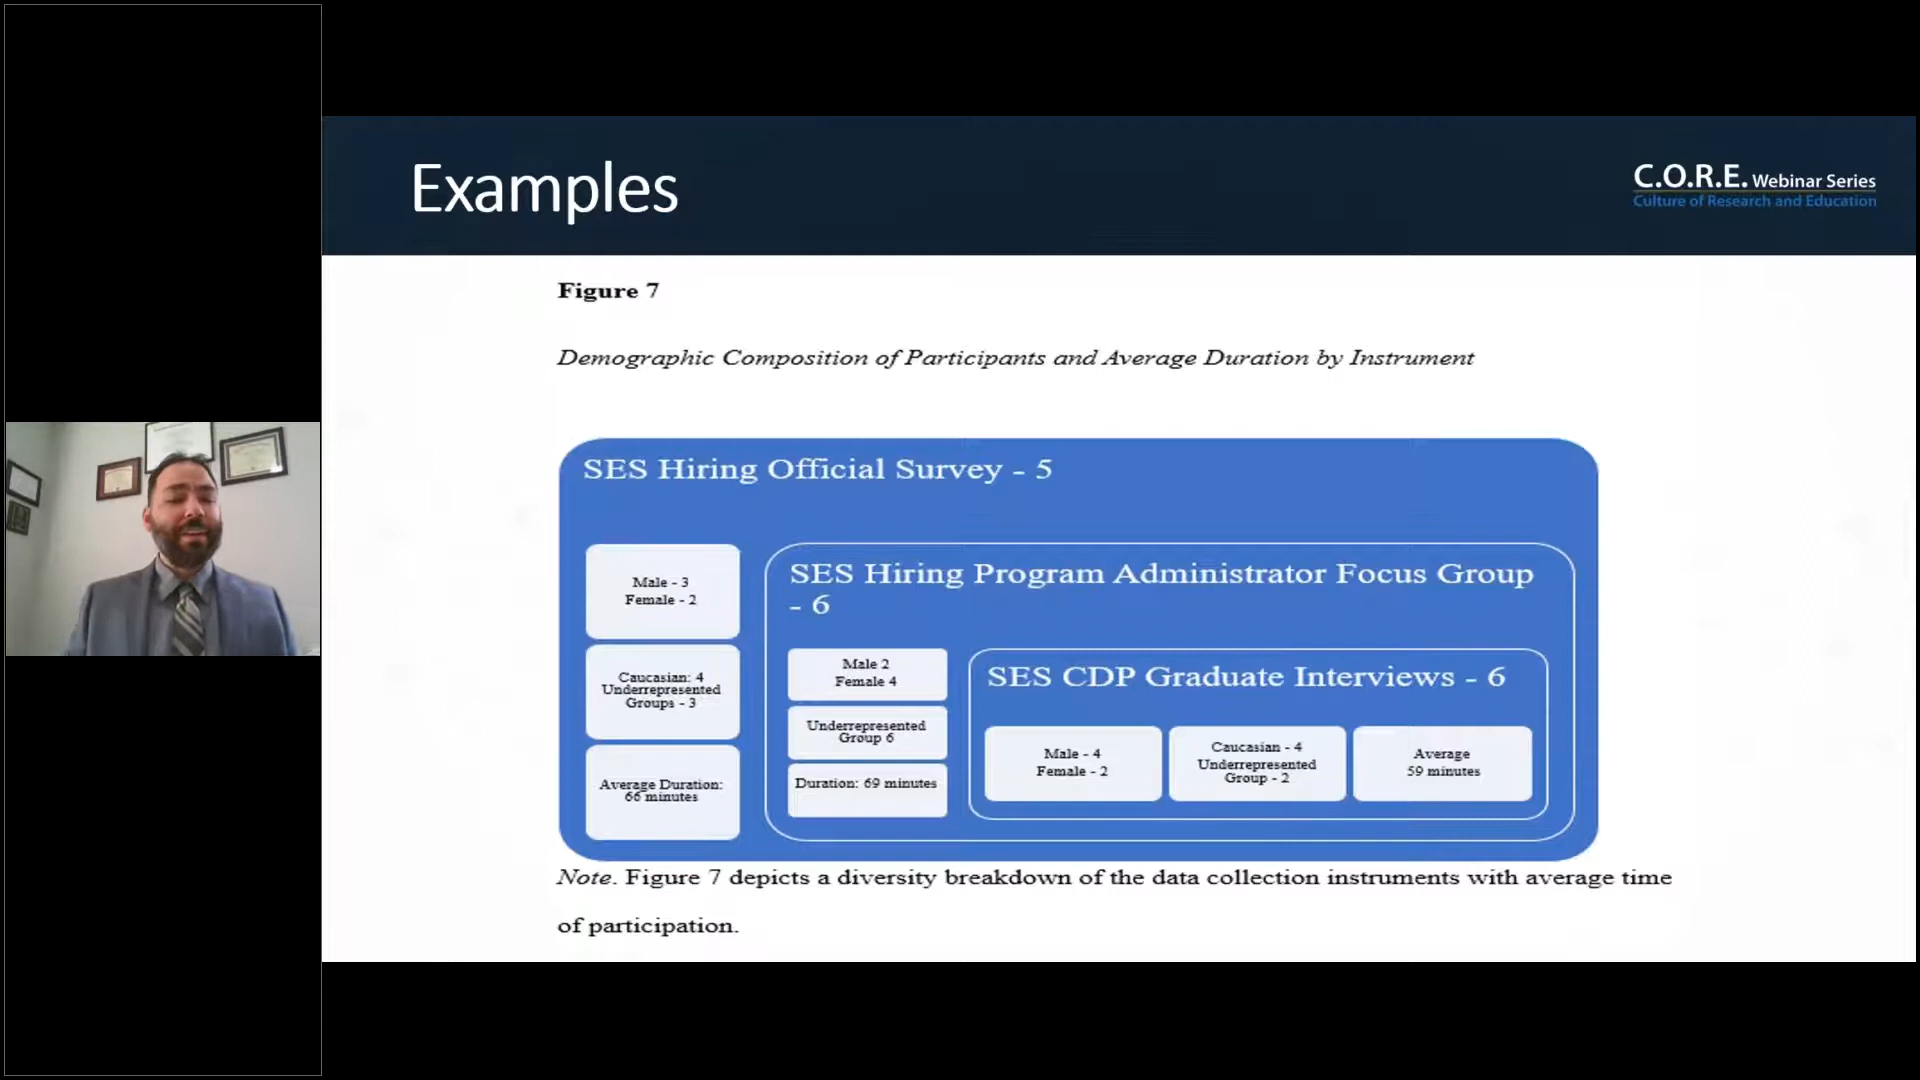 Examples
C.O.R.E. Webinar Series
Culture of Research and Education
Figure 7
Demographic Composition of Participants and Average Duration by Instrument
SES Hiring Official Survey - 5
Male - 3
Female - 2
Caucasian: 4
Underrepresented
Groups - 3
Average Duration:
66 minutes
SES Hiring Program Administrator Focus Group
- 6
Male 2
Female 4
Underrepresented
Group 6
Duration: 69 minutes
SES CDP Graduate Interviews - 6
Male - 4
Female - 2
Caucasian - 4
Underrepresented
Group - 2
Average
59 minutes
Note. Figure 7 depicts a diversity breakdown of the data collection instruments with average time
of participation.